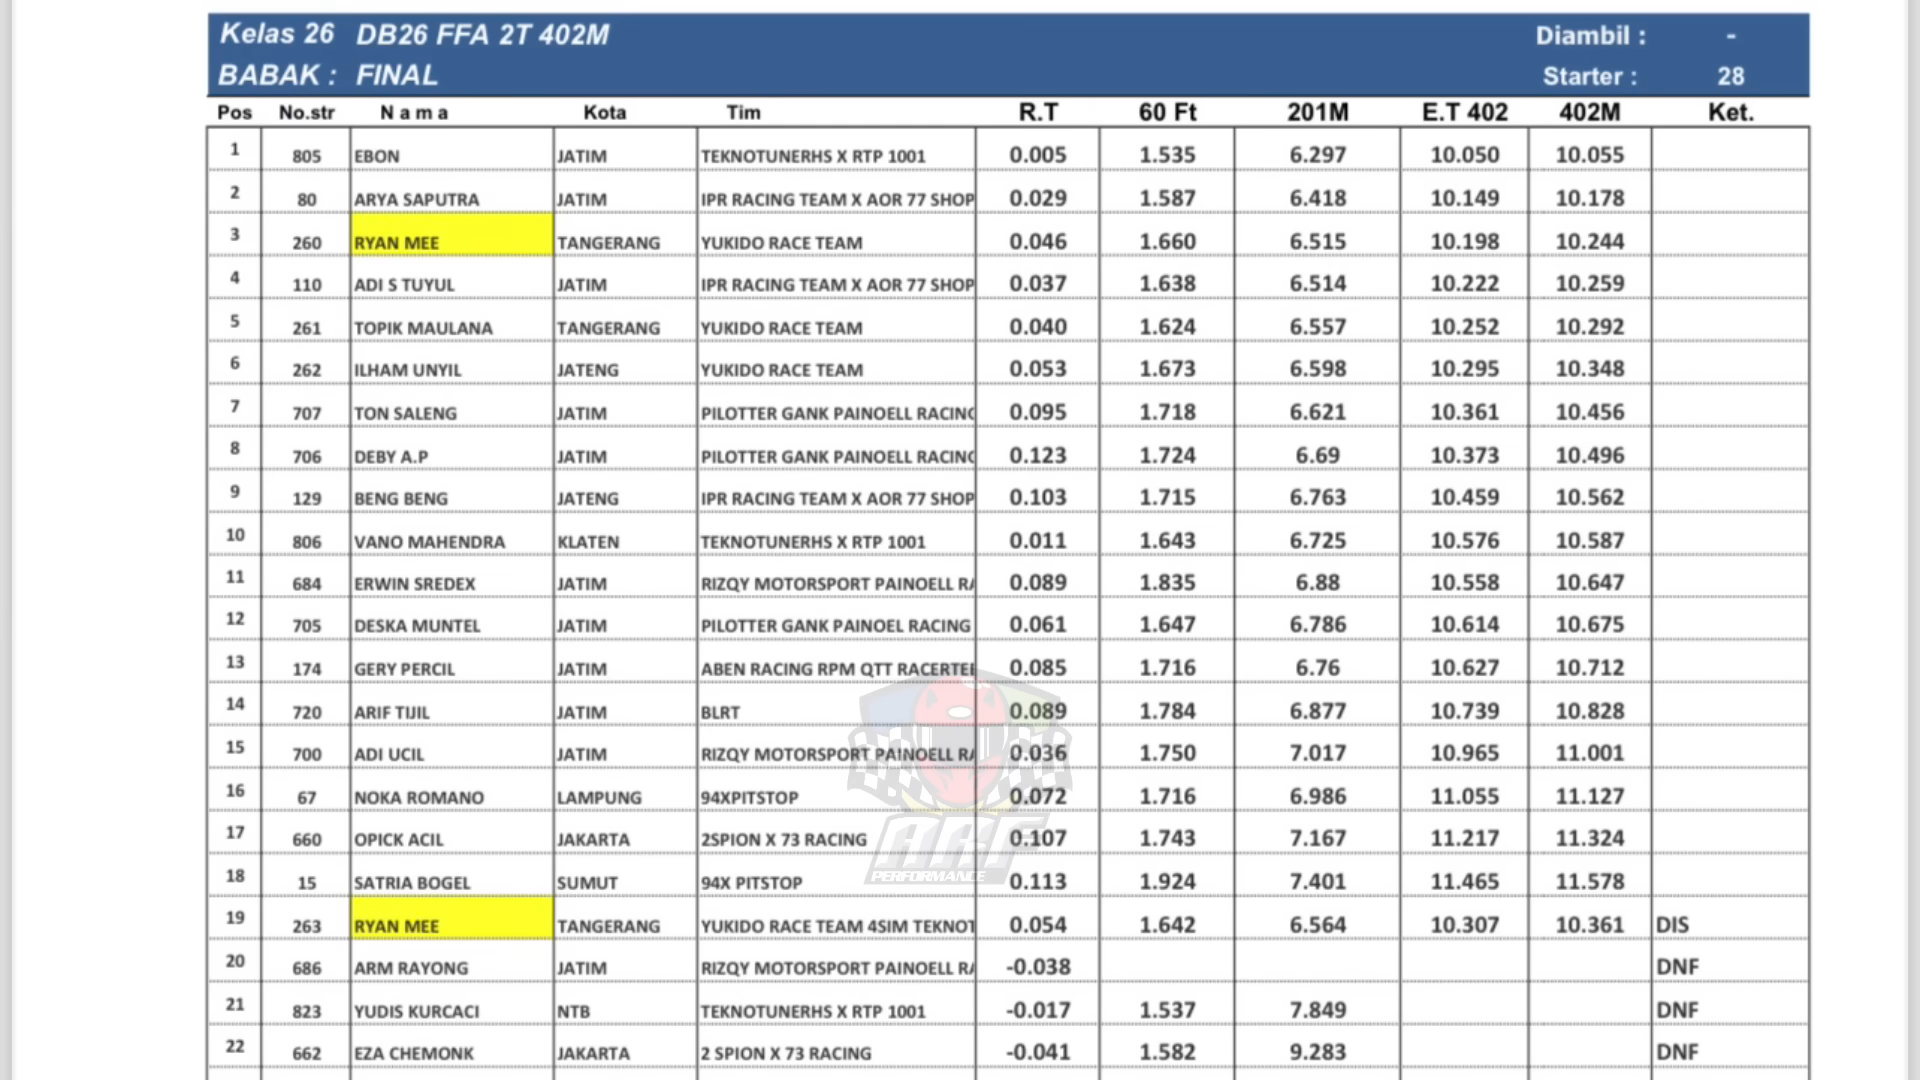 Kelas 26 DB26 FFA 2T 402M Diambil : -
BABAK : FINAL Starter : 28
Pos No.str N a m a Kota Tim R.T 60 Ft 201M E.T 402 402M Ket.
1 805 EBON JATIM TEKNOTUNERHS X RTP 1001 0.005 1.535 6.297 10.050 10.055
2 80 ARYA SAPUTRA JATIM IPR RACING TEAM X AOR 77 SHOP 0.029 1.587 6.418 10.149 10.178
3 260 RYAN MEE TANGERANG YUKIDO RACE TEAM 0.046 1.660 6.515 10.198 10.244
4 110 ADI S TUYUL JATIM IPR RACING TEAM X AOR 77 SHOP 0.037 1.638 6.514 10.222 10.259
5 261 TOPIK MAULANA TANGERANG YUKIDO RACE TEAM 0.040 1.624 6.557 10.252 10.292
6 262 ILHAM UNYIL JATENG YUKIDO RACE TEAM 0.053 1.673 6.598 10.295 10.348
7 707 TON SALENG JATIM PILOTTER GANK PAINOELL RACING 0.095 1.718 6.621 10.361 10.456
8 706 DEBY A.P JATIM PILOTTER GANK PAINOELL RACING 0.123 1.724 6.69 10.373 10.496
9 129 BENG BENG JATENG IPR RACING TEAM X AOR 77 SHOP 0.103 1.715 6.763 10.459 10.562
10 806 VANO MAHENDRA KLATEN TEKNOTUNERHS X RTP 1001 0.011 1.643 6.725 10.576 10.587
11 684 ERWIN SREDEX JATIM RIZQY MOTORSPORT PAINOELL RA 0.089 1.835 6.88 10.558 10.647
12 705 DESKA MUNTEL JATIM PILOTTER GANK PAINOEL RACING 0.061 1.647 6.786 10.614 10.675
13 174 GERY PERCIL JATIM ABEN RACING RPM QTT RACERTEE 0.085 1.716 6.76 10.627 10.712
14 720 ARIF TIJIL JATIM BLRT 0.089 1.784 6.877 10.739 10.828
15 700 ADI UCIL JATIM RIZQY MOTORSPORT PAINOELL RA 0.036 1.750 7.017 10.965 11.001
16 67 NOKA ROMANO LAMPUNG 94XPITSTOP 0.072 1.716 6.986 11.055 11.127
17 660 OPICK ACIL JAKARTA 2SPION X 73 RACING 0.107 1.743 7.167 11.217 11.324
18 15 SATRIA BOGEL SUMUT 94X PITSTOP 0.113 1.924 7.401 11.465 11.578
19 263 RYAN MEE TANGERANG YUKIDO RACE TEAM 4SIM TEKNOT 0.054 1.642 6.564 10.307 10.361 DIS
20 686 ARM RAYONG JATIM RIZQY MOTORSPORT PAINOELL RA -0.038 DNF
21 823 YUDIS KURCACI NTB TEKNOTUNERHS X RTP 1001 -0.017 1.537 7.849 DNF
22 662 EZA CHEMONK JAKARTA 2 SPION X 73 RACING -0.041 1.582 9.283 DNF
ARF
PERFORMANCE